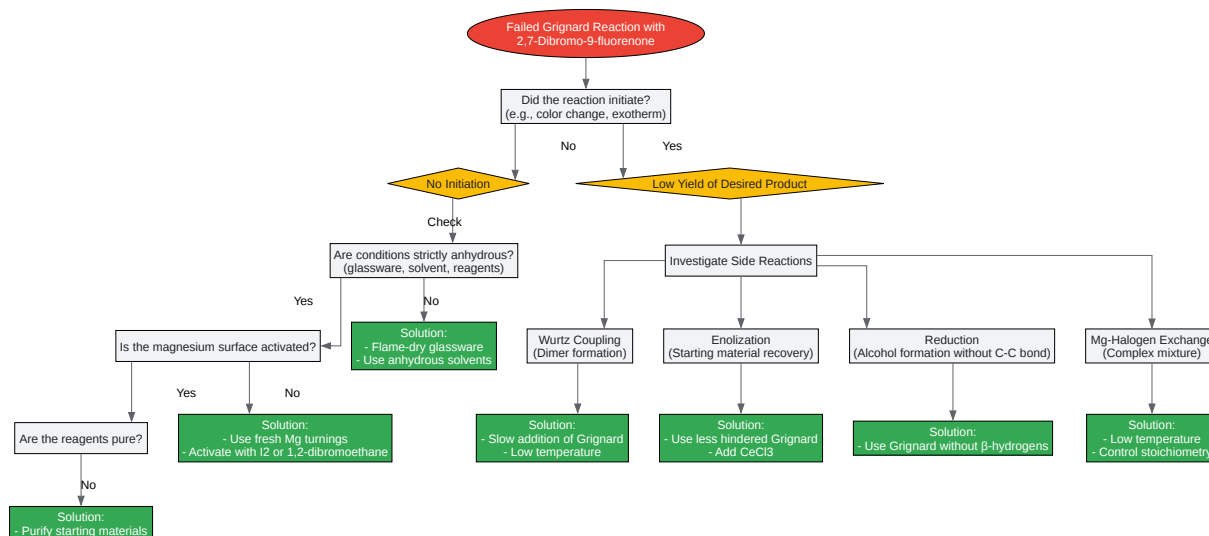 Failed Grignard Reaction with
2,7-Dibromo-9-fluorenone
Did the reaction initiate?
(e.g., color change, exotherm)
No
Yes
No Initiation
Low Yield of Desired Product
Check
Are conditions strictly anhydrous?
(glassware, solvent, reagents)
Investigate Side Reactions
Yes
No
Solution:
- Flame-dry glassware
- Use anhydrous solvents
Is the magnesium surface activated?
Wurtz Coupling
(Dimer formation)
Enolization
(Starting material recovery)
Reduction
(Alcohol formation without C-C bond)
Mg-Halogen Exchange
(Complex mixture)
Yes
No
Are the reagents pure?
Solution:
- Use fresh Mg turnings
- Activate with I2 or 1,2-dibromoethane
Solution:
- Slow addition of Grignard
- Low temperature
Solution:
- Use less hindered Grignard
- Add CeCl3
Solution:
- Use Grignard without β-hydrogens
Solution:
- Low temperature
- Control stoichiometry
No
Solution:
- Purify starting materials